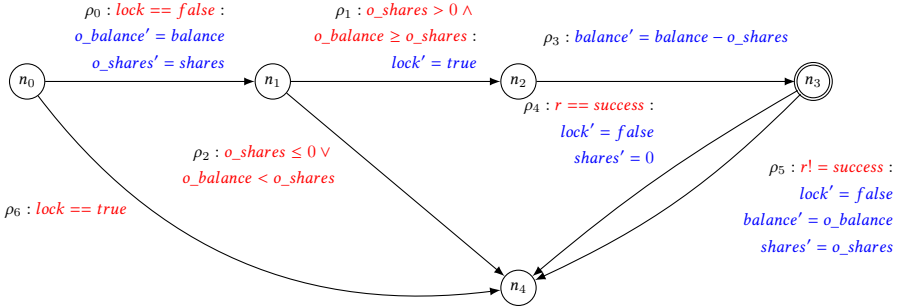 ρ₀ : lock == false :
o_balance′ = balance
o_shares′ = shares
ρ₁ : o_shares > 0 ∧
o_balance ≥ o_shares :
lock′ = true
ρ₃ : balance′ = balance − o_shares
n₀
n₁
n₂
n₃
ρ₄ : r == success :
lock′ = false
shares′ = 0
ρ₂ : o_shares ≤ 0 ∨
o_balance < o_shares
ρ₅ : r! = success :
lock′ = false
balance′ = o_balance
shares′ = o_shares
ρ₆ : lock == true
n₄